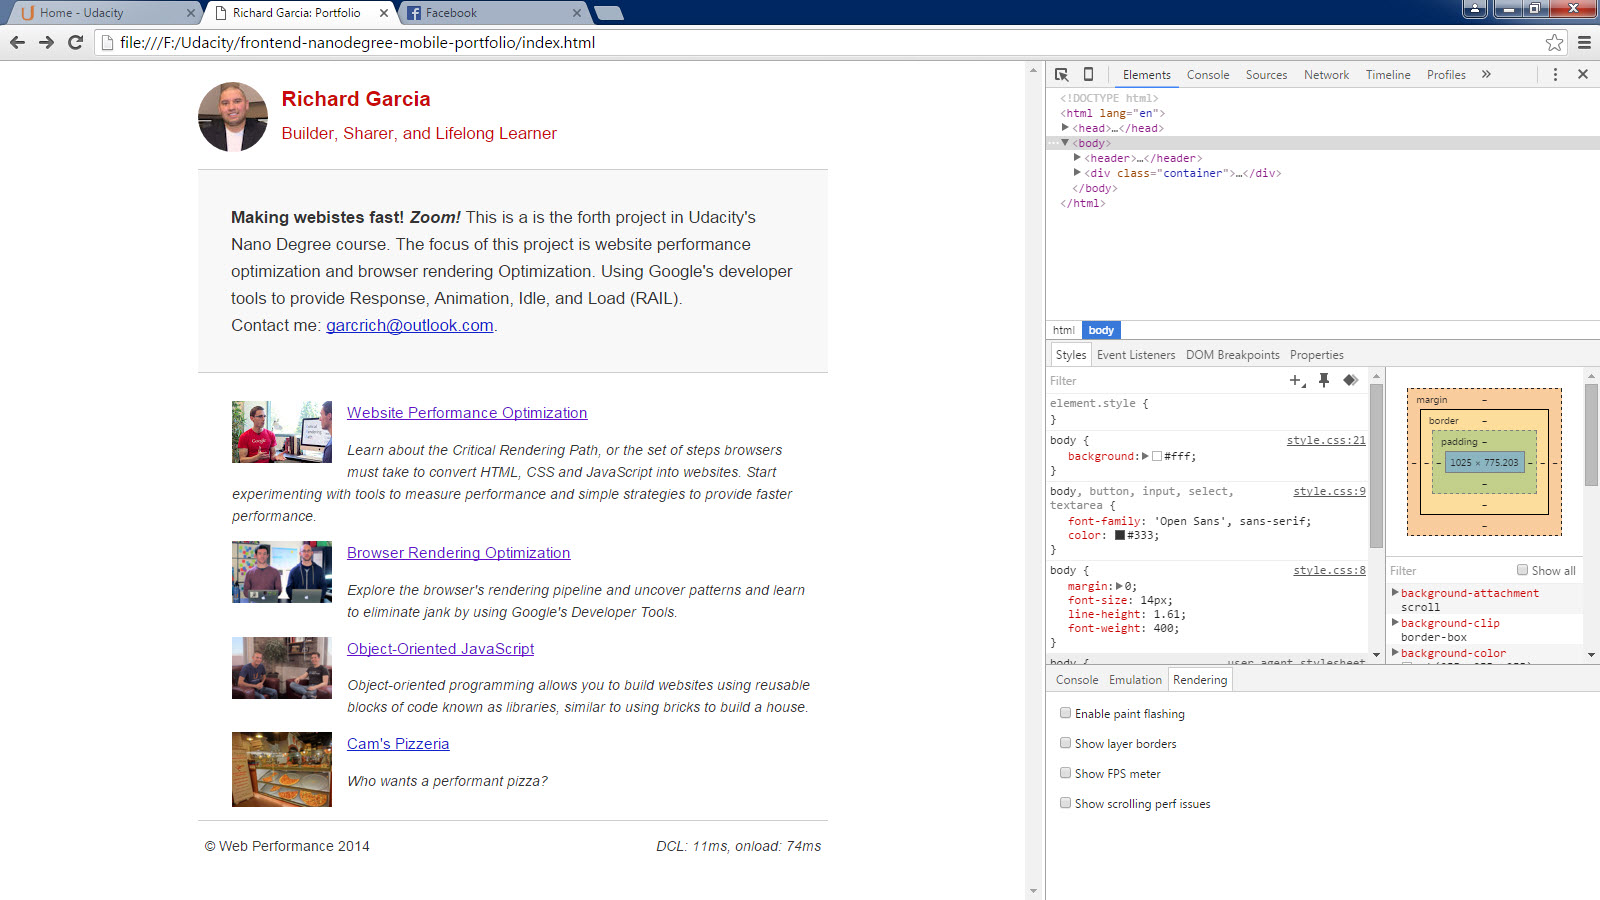 Home - Udacity
Richard Garcia: Portfolio
Facebook
file:///F:/Udacity/frontend-nanodegree-mobile-portfolio/index.html
Richard Garcia
Builder, Sharer, and Lifelong Learner
Making webistes fast! Zoom! This is a is the forth project in Udacity's
Nano Degree course. The focus of this project is website performance
optimization and browser rendering Optimization. Using Google's developer
tools to provide Response, Animation, Idle, and Load (RAIL).
Contact me: garcrich@outlook.com.
Website Performance Optimization
Learn about the Critical Rendering Path, or the set of steps browsers
must take to convert HTML, CSS and JavaScript into websites. Start
experimenting with tools to measure performance and simple strategies to provide faster
performance.
Browser Rendering Optimization
Explore the browser's rendering pipeline and uncover patterns and learn
to eliminate jank by using Google's Developer Tools.
Object-Oriented JavaScript
Object-oriented programming allows you to build websites using reusable
blocks of code known as libraries, similar to using bricks to build a house.
Cam's Pizzeria
Who wants a performant pizza?
© Web Performance 2014
DCL: 11ms, onload: 74ms
Elements Console Sources Network Timeline Profiles »
<!DOCTYPE html>
<html lang="en">
<head>…</head>
<body>
<header>…</header>
<div class="container">…</div>
</body>
</html>
html body
Styles Event Listeners DOM Breakpoints Properties
Filter
element.style {
}
body { style.css:21
background: #fff;
}
body, button, input, select, style.css:9
textarea {
font-family: 'Open Sans', sans-serif;
color: #333;
}
body { style.css:8
margin: 0;
font-size: 14px;
line-height: 1.61;
font-weight: 400;
}
body { user agent stylesheet
margin –
border –
padding –
– – – 1025 × 775.203 – – –
–
–
–
Filter Show all
background-attachment
scroll
background-clip
border-box
background-color
Console Emulation Rendering
Enable paint flashing
Show layer borders
Show FPS meter
Show scrolling perf issues